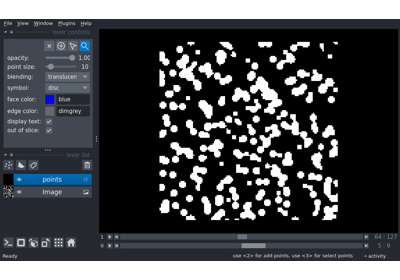 File View Window Plugins Help
layer controls
opacity: 1.00
point size: 10
blending: translucen
symbol: disc
face color: blue
edge color: dimgrey
display text:
out of slice:
layer list
points
Image
1 64 127
0 5 9
Ready use <2> for add points, use <3> for select points activity